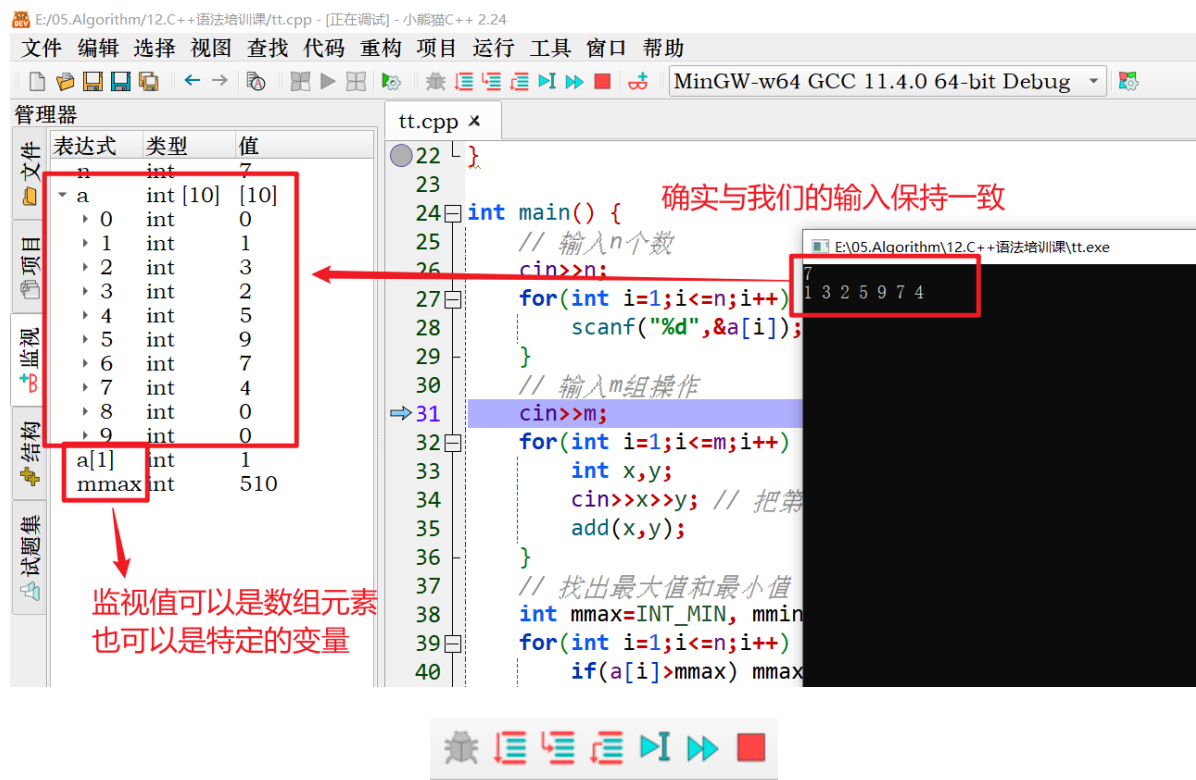 E:/05.Algorithm/12.C++语法培训课/tt.cpp - [正在调试] - 小熊猫C++ 2.24
文件 编辑 选择 视图 查找 代码 重构 项目 运行 工具 窗口 帮助
MinGW-w64 GCC 11.4.0 64-bit Debug
管理器
文件
项目
监视
结构
试题集
表达式 类型 值
n int 7
a int [10] [10]
0 int 0
1 int 1
2 int 3
3 int 2
4 int 5
5 int 9
6 int 7
7 int 4
8 int 0
9 int 0
a[1] int 1
mmax int 510
监视值可以是数组元素
也可以是特定的变量
tt.cpp
22 }
23
24 int main() {
25 // 输入n个数
26 cin>>n;
27 for(int i=1;i<=n;i++)
28 scanf("%d",&a[i]);
29 }
30 // 输入m组操作
31 cin>>m;
32 for(int i=1;i<=m;i++)
33 int x,y;
34 cin>>x>>y; // 把第
35 add(x,y);
36 }
37 // 找出最大值和最小值
38 int mmax=INT_MIN, mmin
39 for(int i=1;i<=n;i++)
40 if(a[i]>mmax) mmax
确实与我们的输入保持一致
E:\05.Algorithm\12.C++语法培训课\tt.exe
7
1 3 2 5 9 7 4